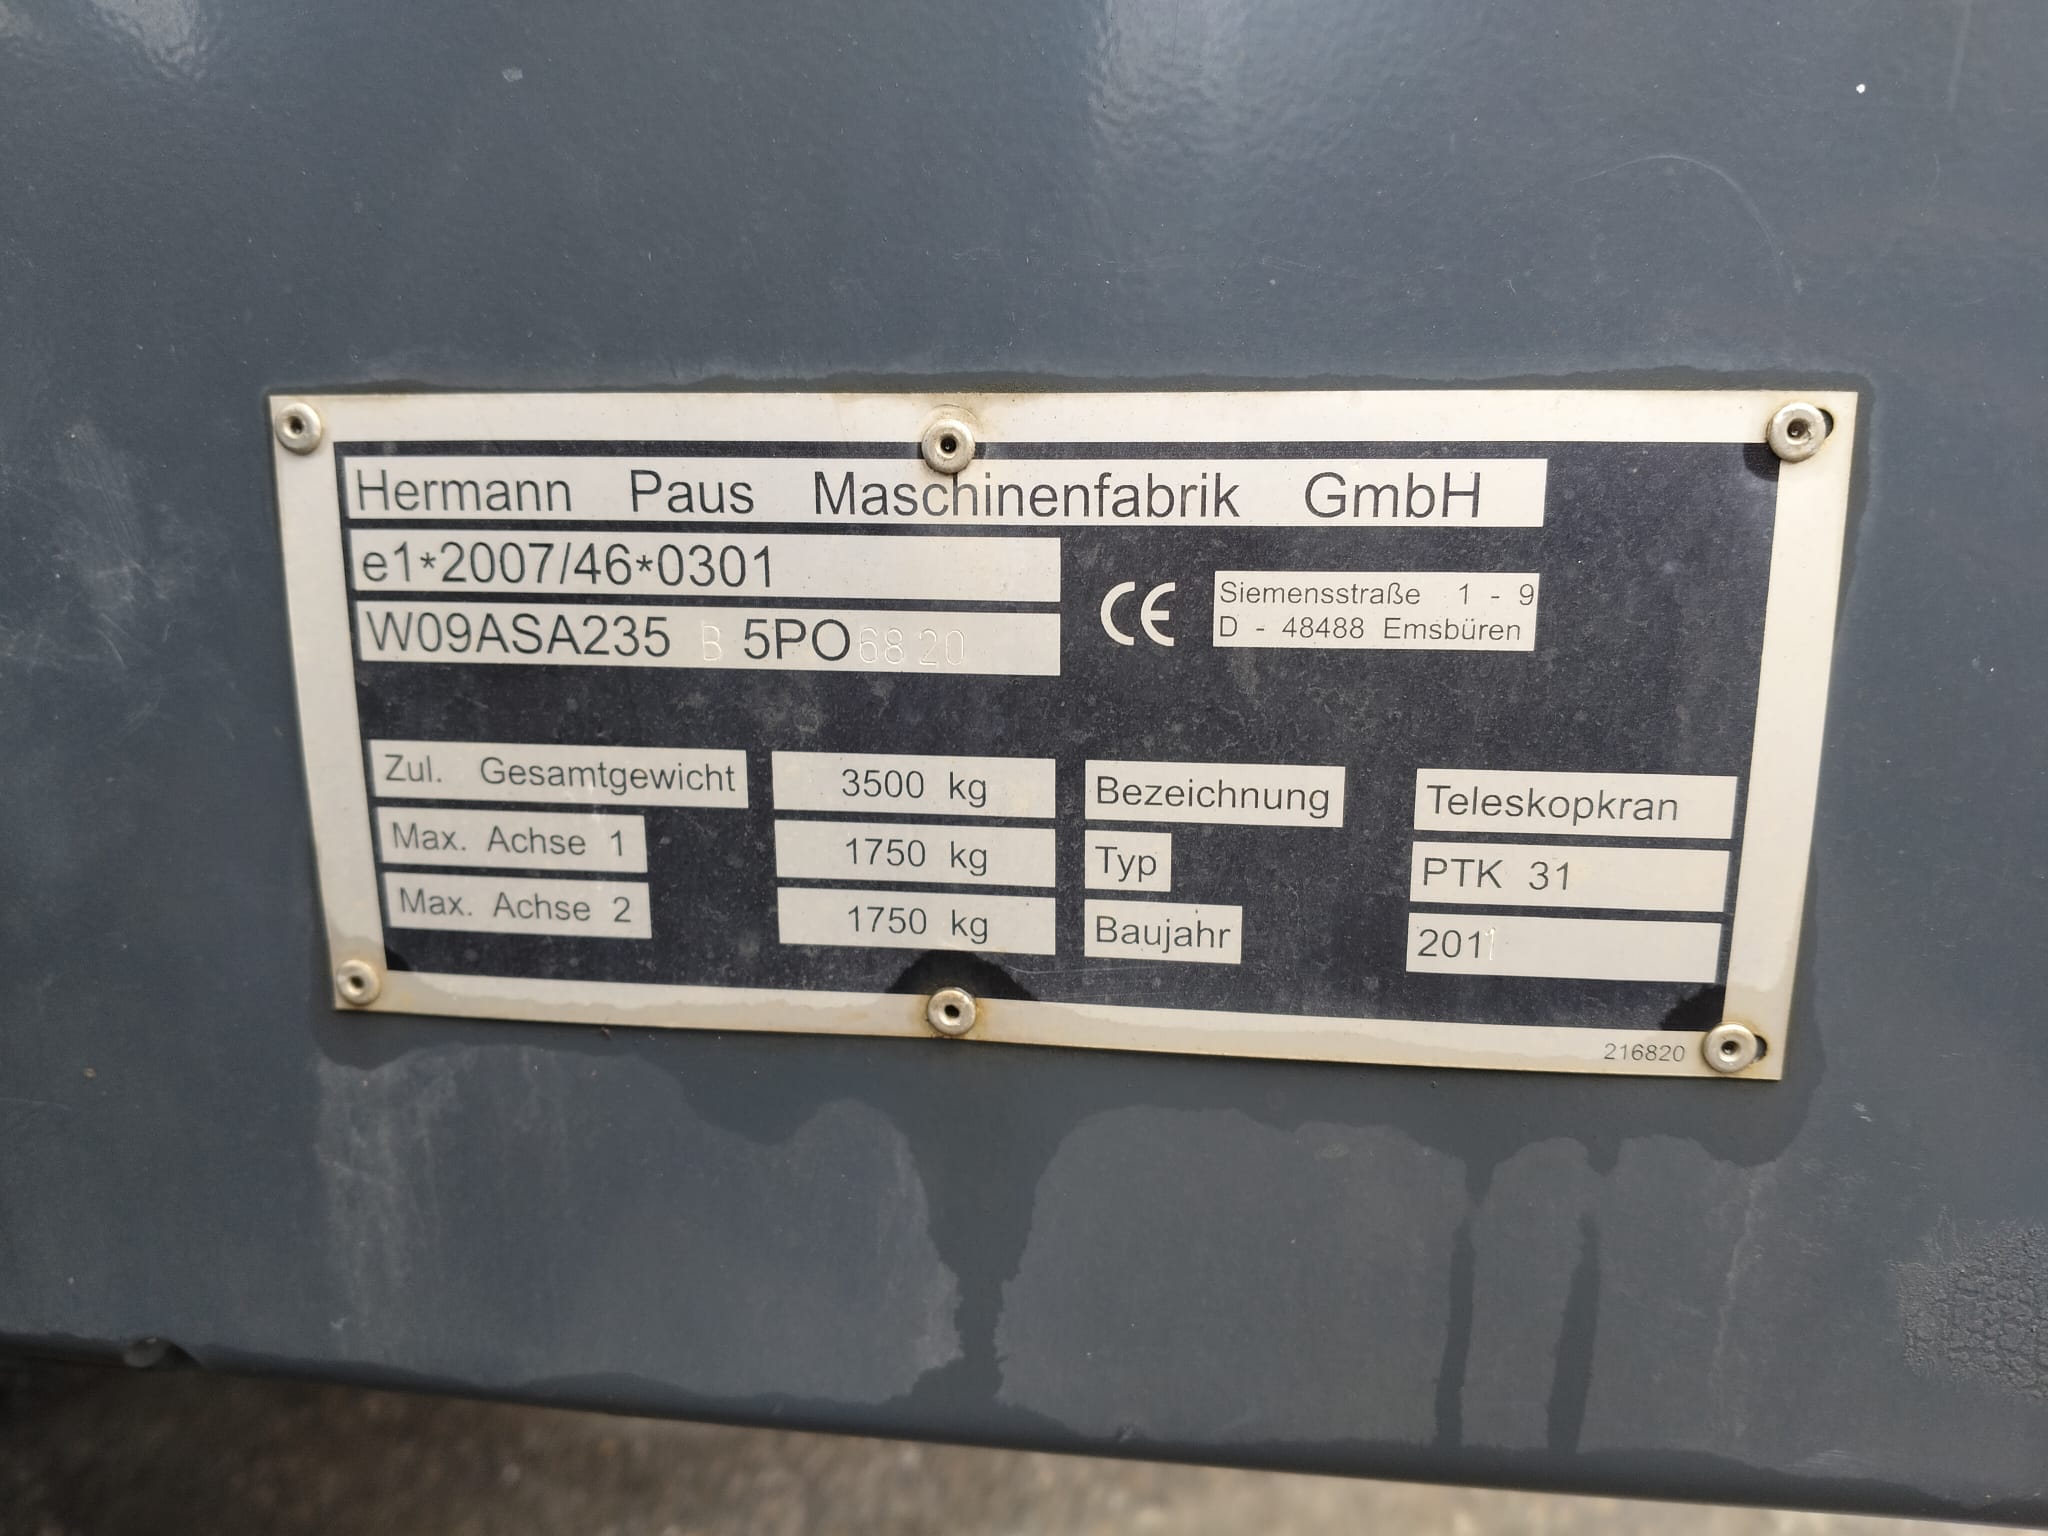 Hermann Paus Maschinenfabrik GmbH
e1*2007/46*0301
W09ASA235 B 5PO6820
CE
Siemensstraße 1 - 9
D - 48488 Emsbüren
Zul. Gesamtgewicht 3500 kg
Max. Achse 1 1750 kg
Max. Achse 2 1750 kg
Bezeichnung Teleskopkran
Typ PTK 31
Baujahr 2011
216820